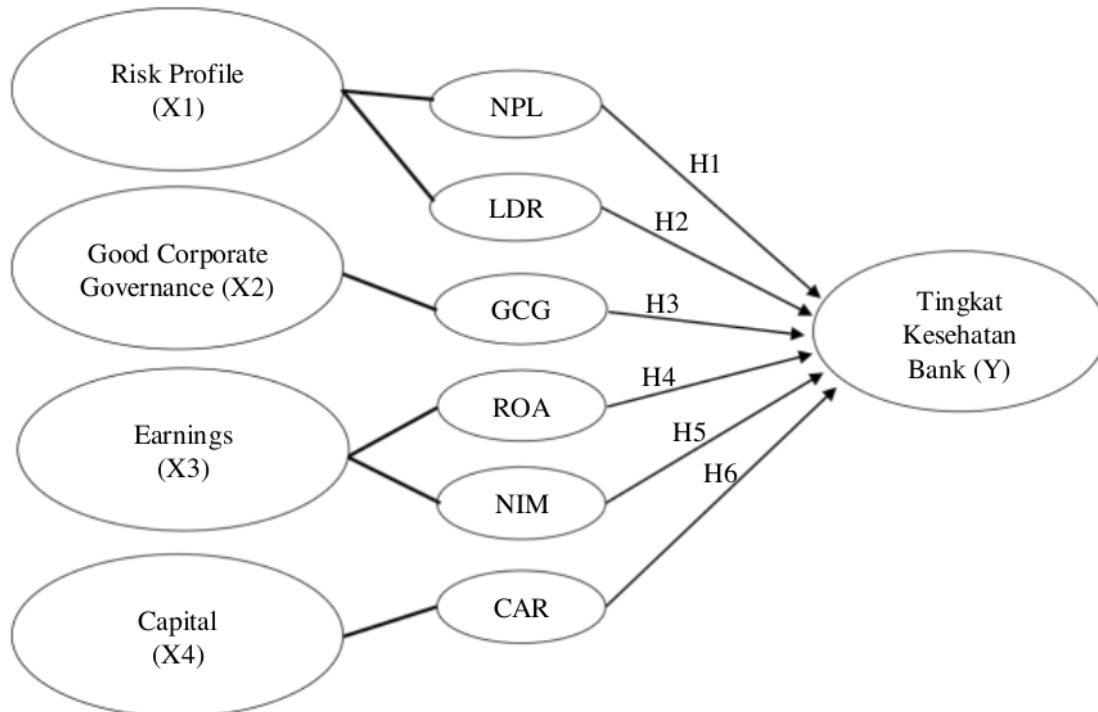 Risk Profile
(X1)
NPL
H1
LDR
H2
Good Corporate
Governance (X2)
GCG
H3
Tingkat
Kesehatan
Bank (Y)
ROA
H4
Earnings
(X3)
NIM
H5
H6
Capital
(X4)
CAR